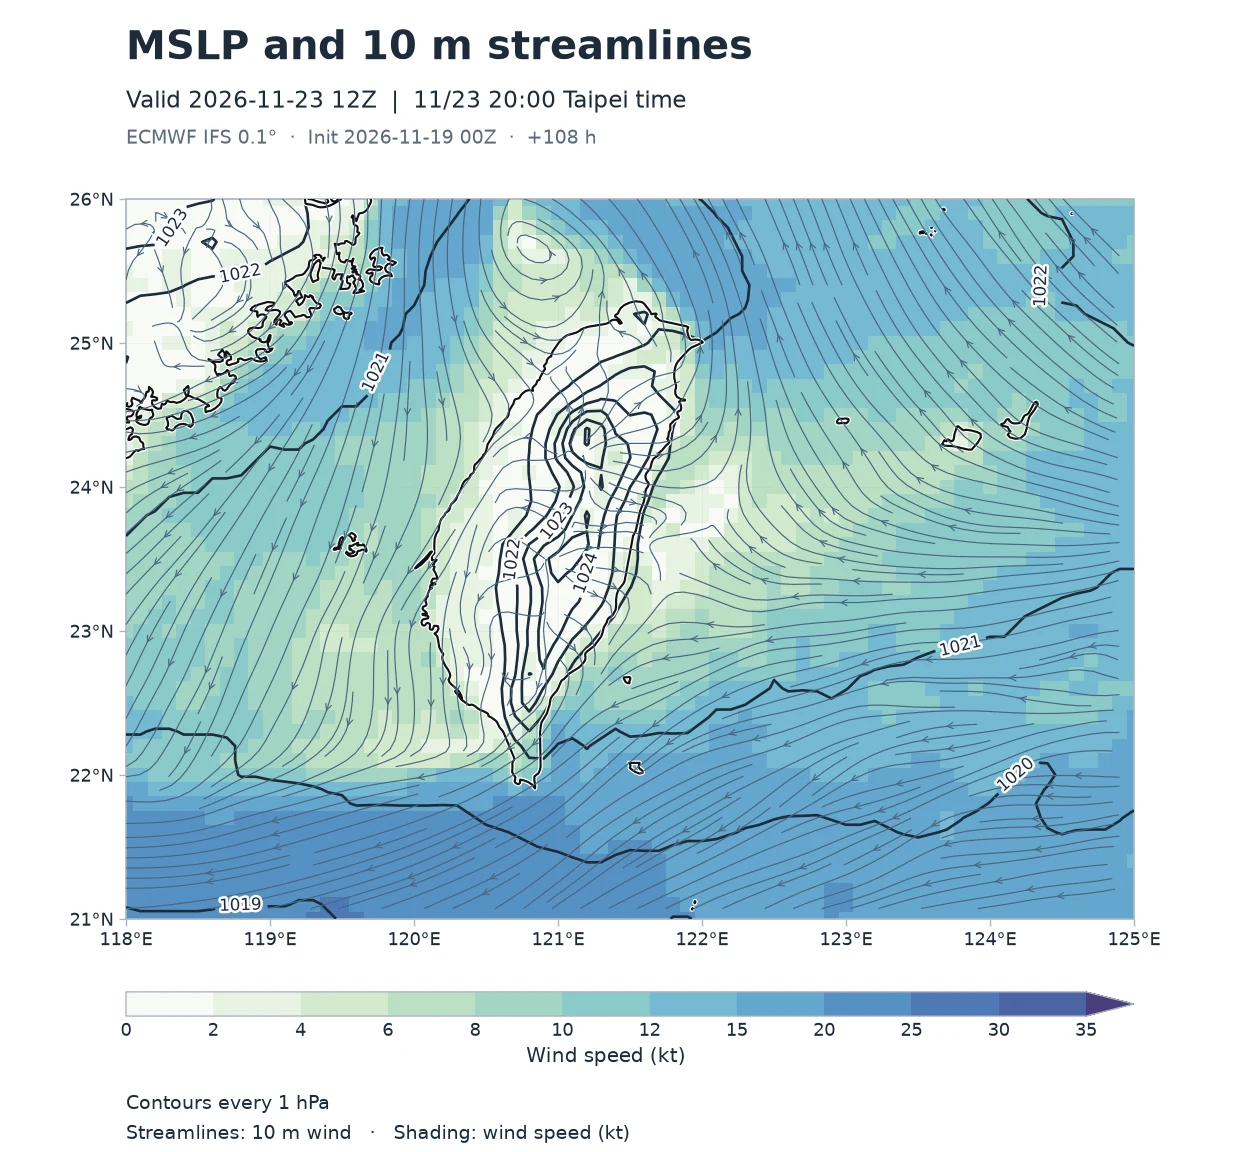 MSLP and 10 m streamlines
Valid 2026-11-23 12Z | 11/23 20:00 Taipei time
ECMWF IFS 0.1° · Init 2026-11-19 00Z · +108 h
26°N
1023
1022
1022
25°N
1021
24°N
1023
1022
1024
23°N
1021
22°N
1020
1019
21°N
118°E 119°E 120°E 121°E 122°E 123°E 124°E 125°E
0 2 4 6 8 10 12 15 20 25 30 35
Wind speed (kt)
Contours every 1 hPa
Streamlines: 10 m wind · Shading: wind speed (kt)